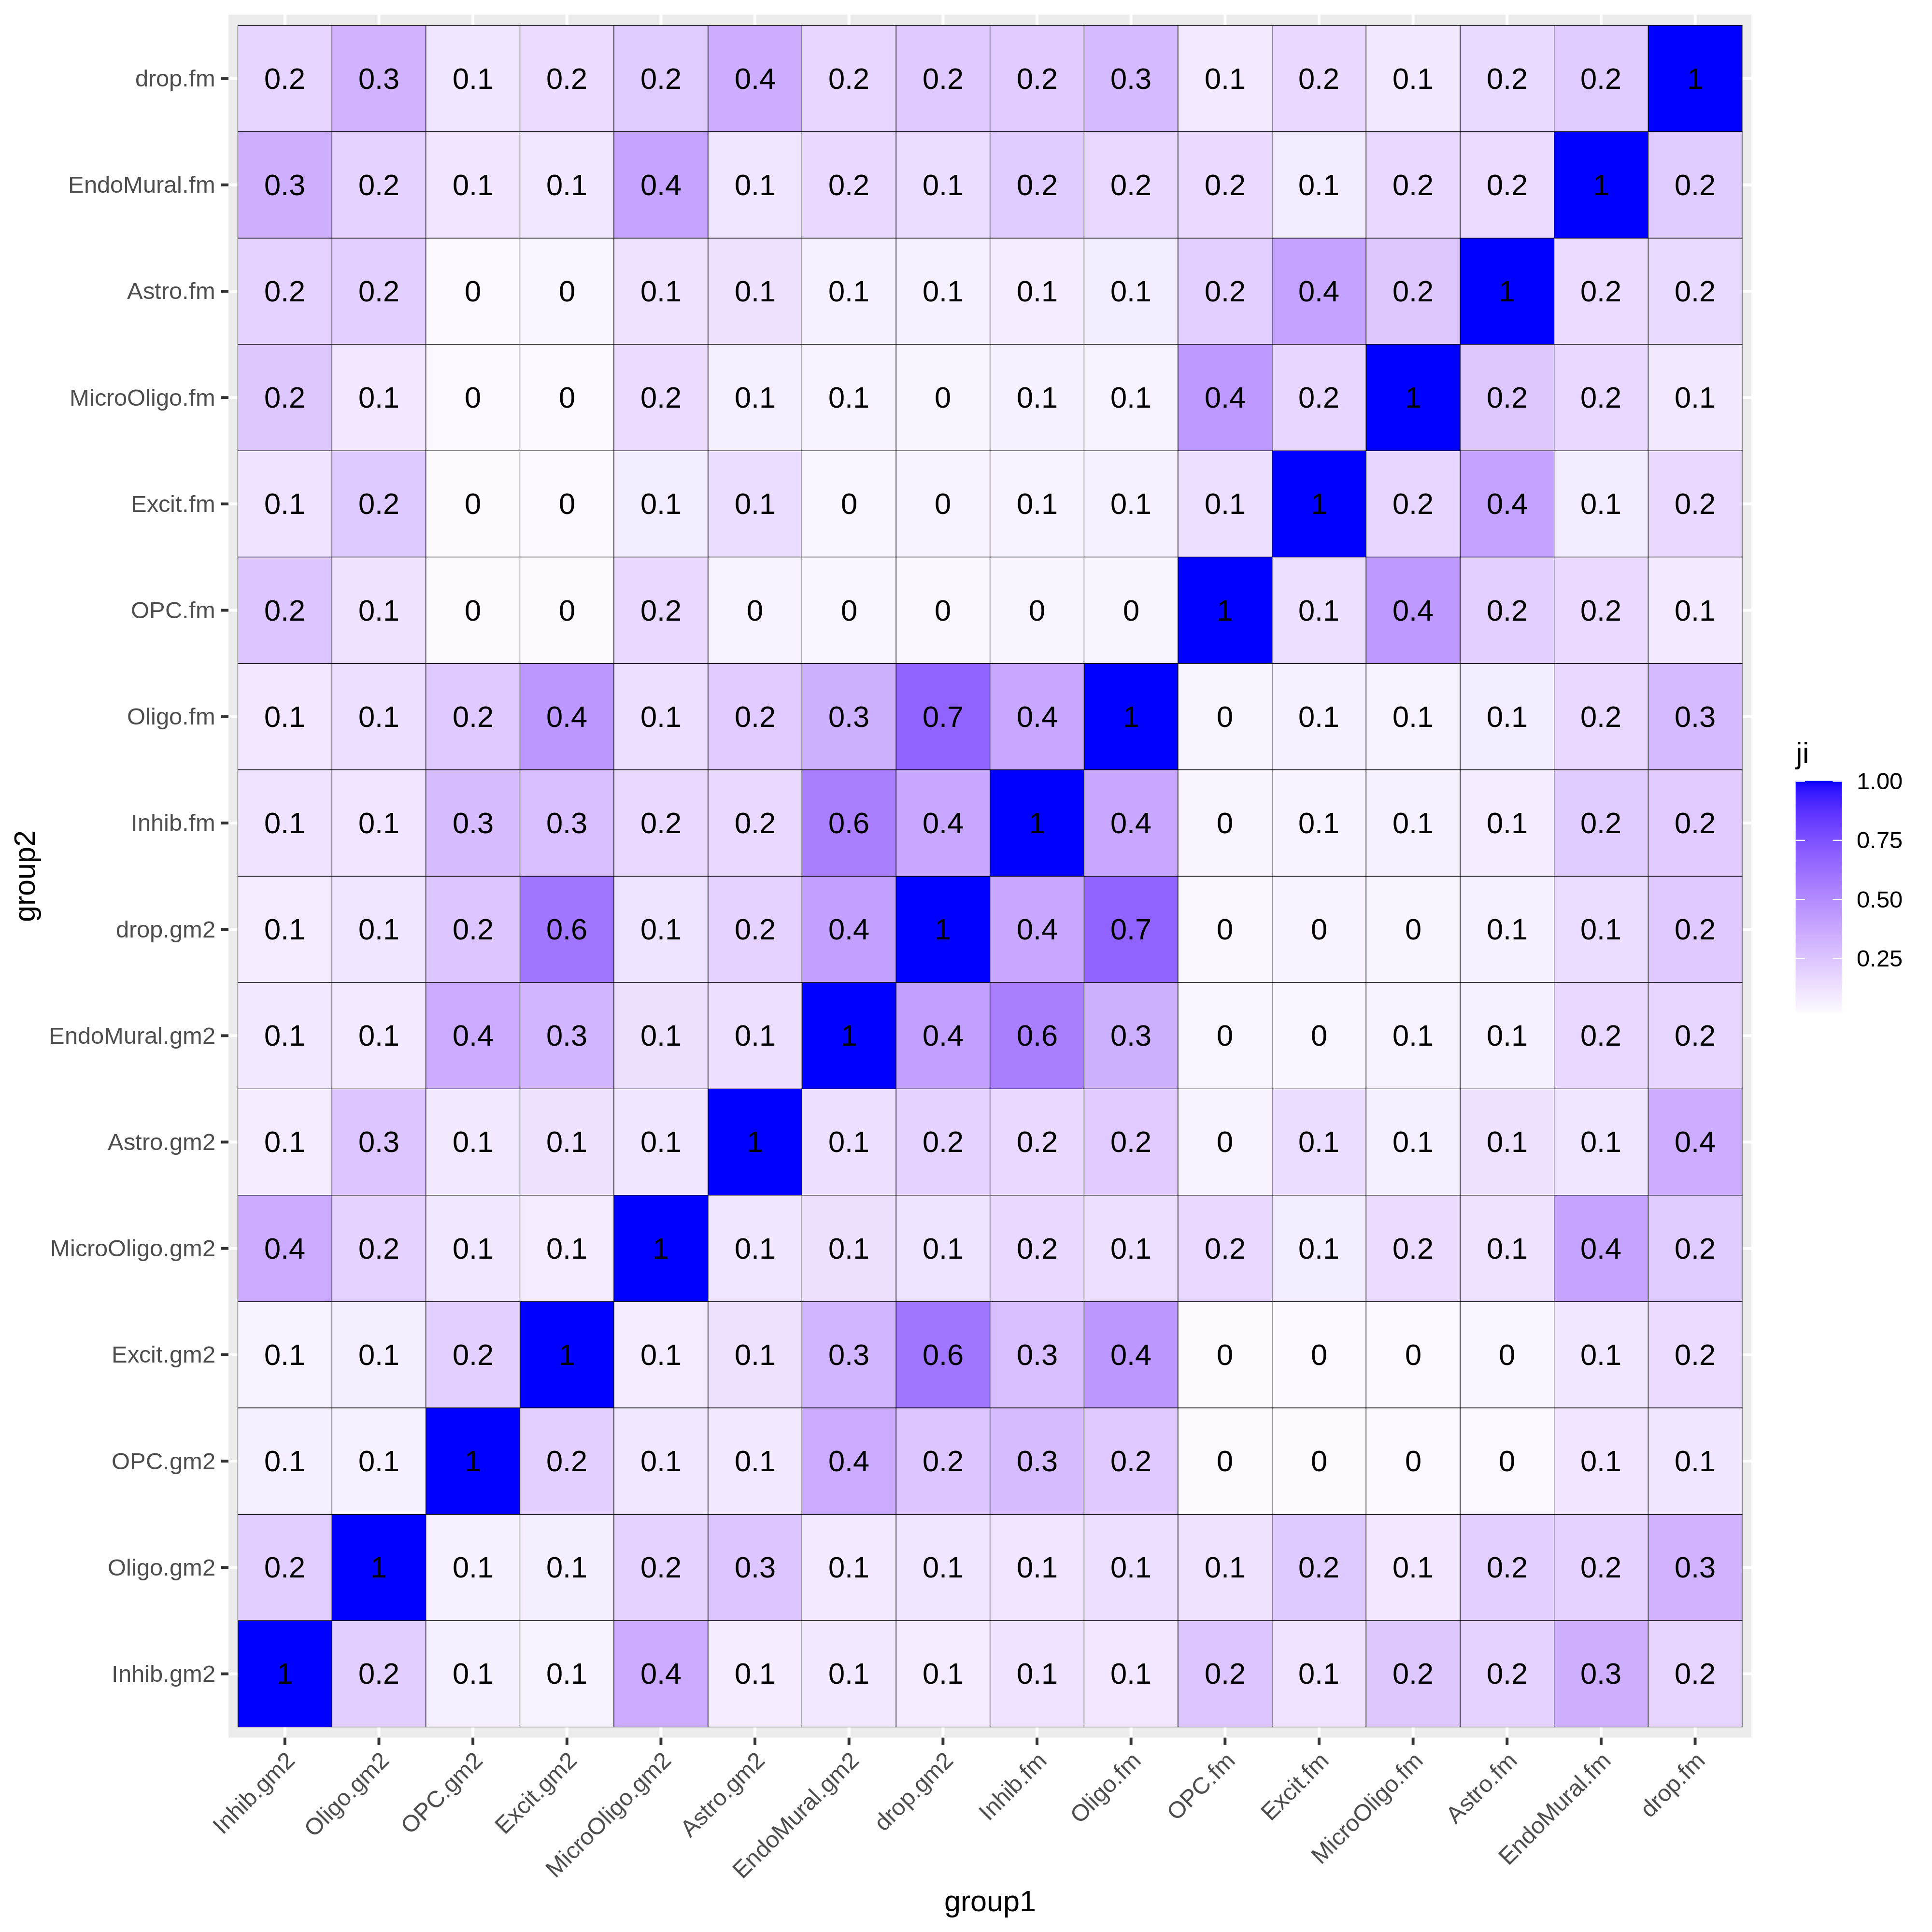 drop.fm 0.2 0.3 0.1 0.2 0.2 0.4 0.2 0.2 0.2 0.3 0.1 0.2 0.1 0.2 0.2 1
EndoMural.fm 0.3 0.2 0.1 0.1 0.4 0.1 0.2 0.1 0.2 0.2 0.2 0.1 0.2 0.2 1 0.2
Astro.fm 0.2 0.2 0 0 0.1 0.1 0.1 0.1 0.1 0.1 0.2 0.4 0.2 1 0.2 0.2
MicroOligo.fm 0.2 0.1 0 0 0.2 0.1 0.1 0 0.1 0.1 0.4 0.2 1 0.2 0.2 0.1
Excit.fm 0.1 0.2 0 0 0.1 0.1 0 0 0.1 0.1 0.1 1 0.2 0.4 0.1 0.2
OPC.fm 0.2 0.1 0 0 0.2 0 0 0 0 0 1 0.1 0.4 0.2 0.2 0.1
Oligo.fm 0.1 0.1 0.2 0.4 0.1 0.2 0.3 0.7 0.4 1 0 0.1 0.1 0.1 0.2 0.3
Inhib.fm 0.1 0.1 0.3 0.3 0.2 0.2 0.6 0.4 1 0.4 0 0.1 0.1 0.1 0.2 0.2
drop.gm2 0.1 0.1 0.2 0.6 0.1 0.2 0.4 1 0.4 0.7 0 0 0 0.1 0.1 0.2
EndoMural.gm2 0.1 0.1 0.4 0.3 0.1 0.1 1 0.4 0.6 0.3 0 0 0.1 0.1 0.2 0.2
Astro.gm2 0.1 0.3 0.1 0.1 0.1 1 0.1 0.2 0.2 0.2 0 0.1 0.1 0.1 0.1 0.4
MicroOligo.gm2 0.4 0.2 0.1 0.1 1 0.1 0.1 0.1 0.2 0.1 0.2 0.1 0.2 0.1 0.4 0.2
Excit.gm2 0.1 0.1 0.2 1 0.1 0.1 0.3 0.6 0.3 0.4 0 0 0 0 0.1 0.2
OPC.gm2 0.1 0.1 1 0.2 0.1 0.1 0.4 0.2 0.3 0.2 0 0 0 0 0.1 0.1
Oligo.gm2 0.2 1 0.1 0.1 0.2 0.3 0.1 0.1 0.1 0.1 0.1 0.2 0.1 0.2 0.2 0.3
Inhib.gm2 1 0.2 0.1 0.1 0.4 0.1 0.1 0.1 0.1 0.1 0.2 0.1 0.2 0.2 0.3 0.2
Inhib.gm2 Oligo.gm2 OPC.gm2 Excit.gm2 MicroOligo.gm2 Astro.gm2 EndoMural.gm2 drop.gm2 Inhib.fm Oligo.fm OPC.fm Excit.fm MicroOligo.fm Astro.fm EndoMural.fm drop.fm
group1
group2
ji
1.00
0.75
0.50
0.25